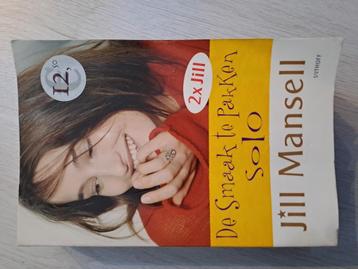 € 12,50
2x Jill
De Smaak te Pakken
Solo
Jill Mansell
SIJTHOFF